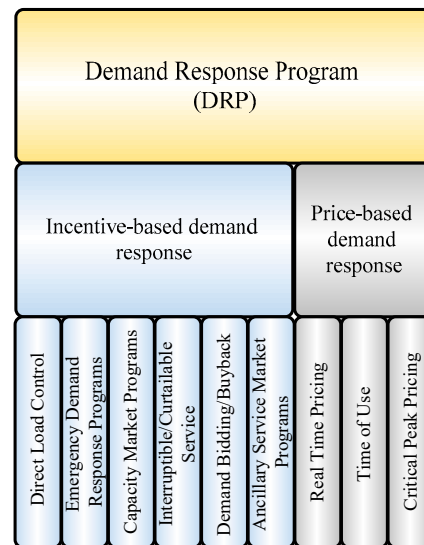 Demand Response Program
(DRP)
Incentive-based demand
response
Price-based
demand
response
Direct Load Control
Emergency Demand
Response Programs
Capacity Market Programs
Interruptible/Curtailable
Service
Demand Bidding/Buyback
Ancillary Service Market
Programs
Real Time Pricing
Time of Use
Critical Peak Pricing